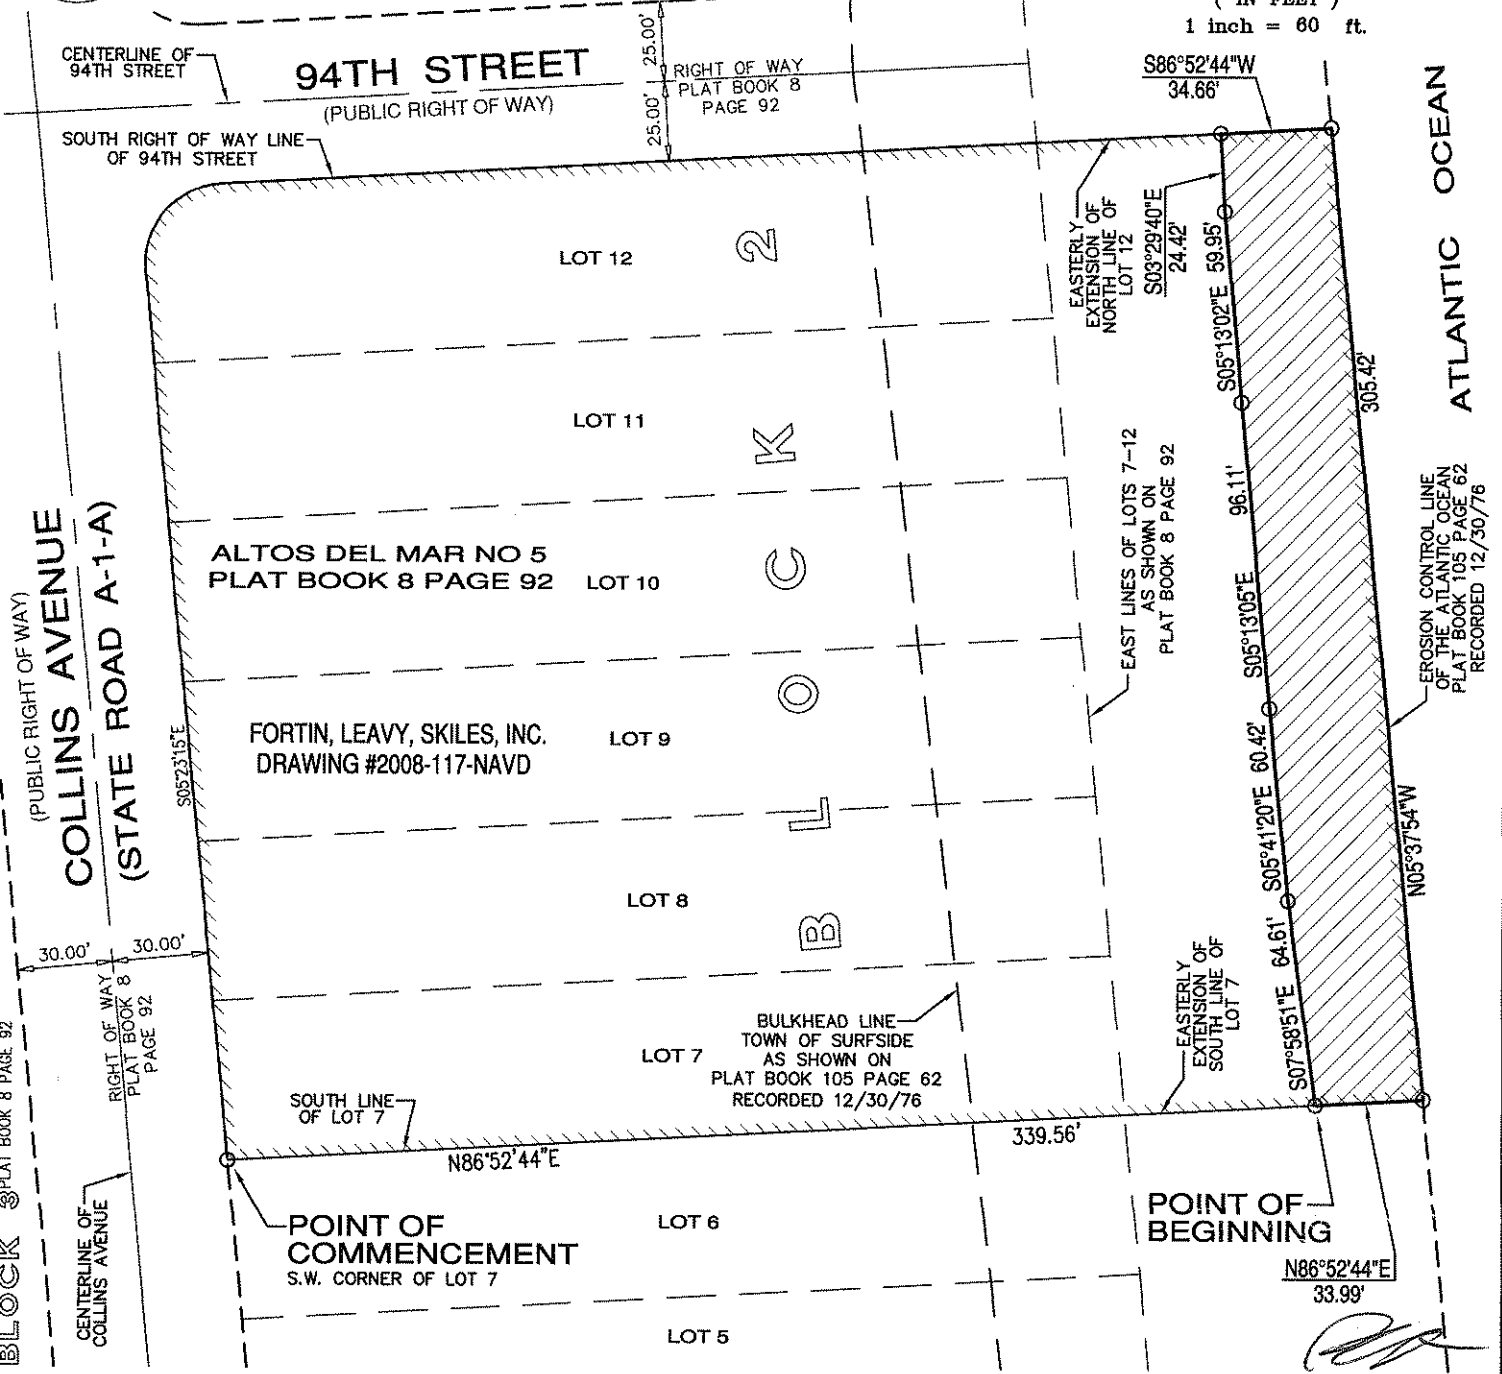 ( IN FEET )
1 inch = 60 ft.
CENTERLINE OF
94TH STREET
94TH STREET
(PUBLIC RIGHT OF WAY)
25.00'
25.00'
RIGHT OF WAY
PLAT BOOK 8
PAGE 92
S86°52'44"W
34.66'
SOUTH RIGHT OF WAY LINE
OF 94TH STREET
ATLANTIC OCEAN
EASTERLY
EXTENSION OF
NORTH LINE OF
LOT 12
S03°29'40"E
24.42'
S05°13'02"E 59.95'
LOT 12
LOT 11
BLOCK 2
305.42'
96.11'
S05°13'05"E
EAST LINES OF LOTS 7-12
AS SHOWN ON
PLAT BOOK 8 PAGE 92
EROSION CONTROL LINE
OF THE ATLANTIC OCEAN
PLAT BOOK 105 PAGE 62
RECORDED 12/30/76
ALTOS DEL MAR NO 5
PLAT BOOK 8 PAGE 92
LOT 10
(PUBLIC RIGHT OF WAY)
COLLINS AVENUE
(STATE ROAD A-1-A)
S05°23'15"E
FORTIN, LEAVY, SKILES, INC.
DRAWING #2008-117-NAVD
LOT 9
S05°41'20"E 60.42'
N05°37'54"W
LOT 8
30.00'
30.00'
RIGHT OF WAY
PLAT BOOK 8
PAGE 92
S07°58'51"E 64.61'
EASTERLY
EXTENSION OF
SOUTH LINE OF
LOT 7
BULKHEAD LINE
TOWN OF SURFSIDE
AS SHOWN ON
PLAT BOOK 105 PAGE 62
RECORDED 12/30/76
LOT 7
SOUTH LINE
OF LOT 7
N86°52'44"E
339.56'
BLOCK 3
PLAT BOOK 8 PAGE 92
CENTERLINE OF
COLLINS AVENUE
POINT OF
COMMENCEMENT
S.W. CORNER OF LOT 7
LOT 6
POINT OF
BEGINNING
N86°52'44"E
33.99'
LOT 5